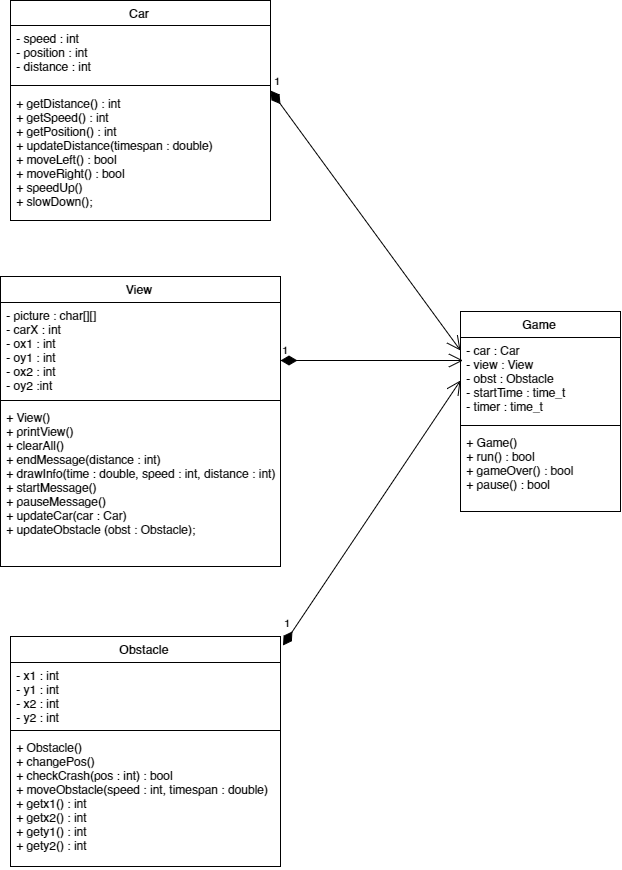 Car
- speed : int
- position : int
- distance : int
+ getDistance() : int
+ getSpeed() : int
+ getPosition() : int
+ updateDistance(timespan : double)
+ moveLeft() : bool
+ moveRight() : bool
+ speedUp()
+ slowDown();
1
View
- picture : char[][]
- carX : int
- ox1 : int
- oy1 : int
- ox2 : int
- oy2 :int
+ View()
+ printView()
+ clearAll()
+ endMessage(distance : int)
+ drawInfo(time : double, speed : int, distance : int)
+ startMessage()
+ pauseMessage()
+ updateCar(car : Car)
+ updateObstacle (obst : Obstacle);
1
Game
- car : Car
- view : View
- obst : Obstacle
- startTime : time_t
- timer : time_t
+ Game()
+ run() : bool
+ gameOver() : bool
+ pause() : bool
1
Obstacle
- x1 : int
- y1 : int
- x2 : int
- y2 : int
+ Obstacle()
+ changePos()
+ checkCrash(pos : int) : bool
+ moveObstacle(speed : int, timespan : double)
+ getx1() : int
+ getx2() : int
+ gety1() : int
+ gety2() : int